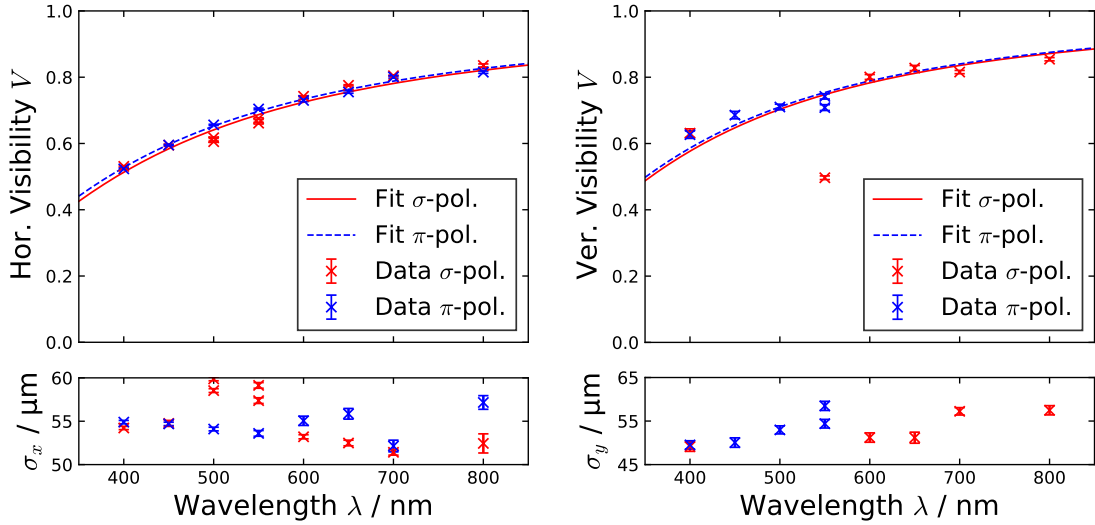 1.0
0.8
0.6
0.4
0.2
0.0
Hor. Visibility V
Fit σ-pol.
Fit π-pol.
Data σ-pol.
Data π-pol.
60
55
50
σx / µm
400 500 600 700 800
Wavelength λ / nm
1.0
0.8
0.6
0.4
0.2
0.0
Ver. Visibility V
Fit σ-pol.
Fit π-pol.
Data σ-pol.
Data π-pol.
65
55
45
σy / µm
400 500 600 700 800
Wavelength λ / nm